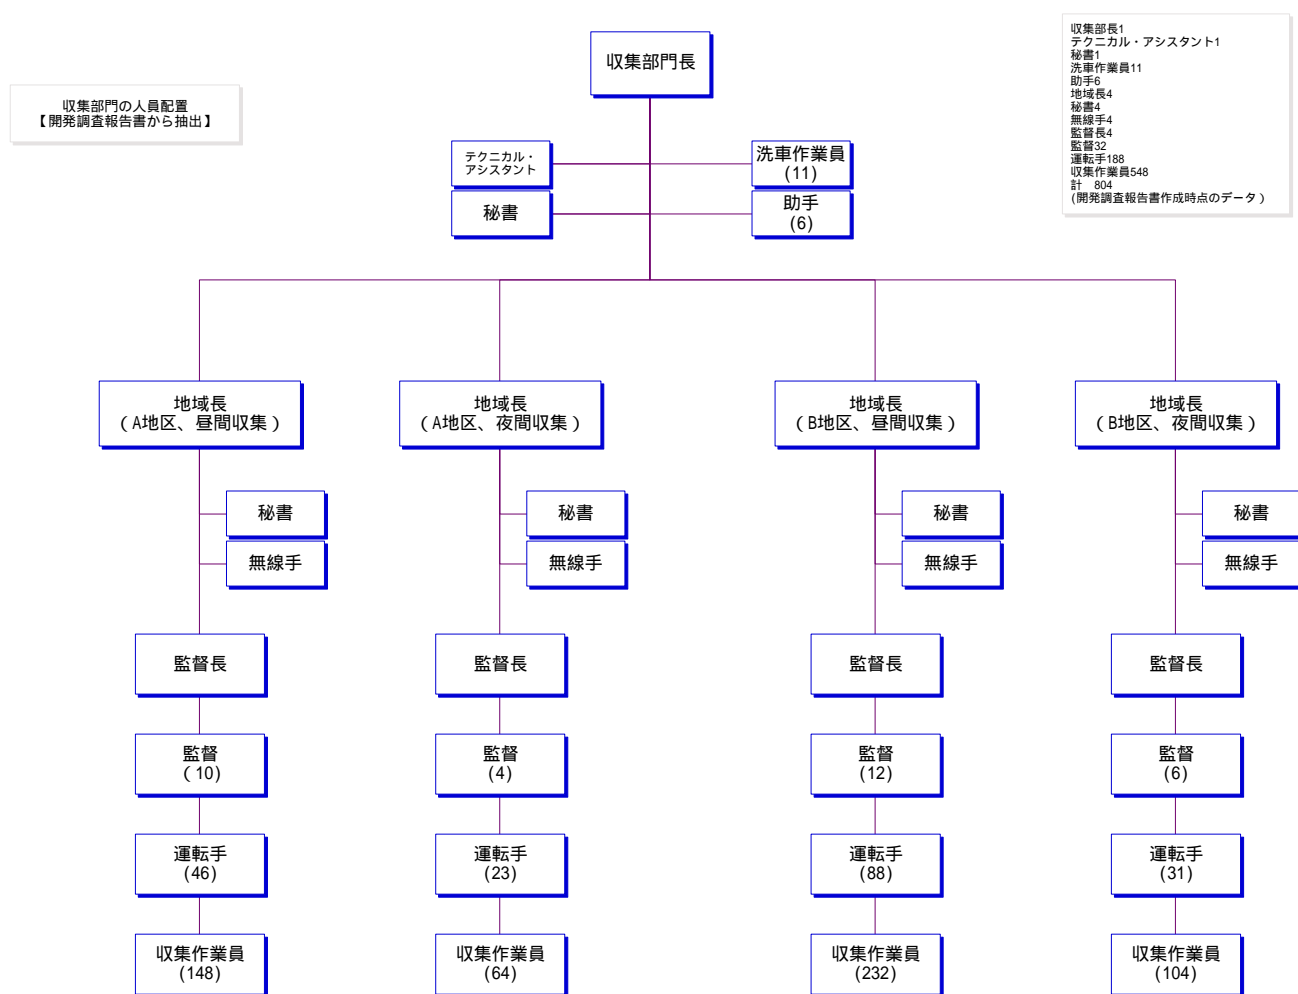 収集部門長
収集部長1
テクニカル・アシスタント1
秘書1
洗車作業員11
助手6
地域長4
秘書4
無線手4
監督長4
監督32
運転手188
収集作業員548
計　804
(開発調査報告書作成時点のデータ)
収集部門の人員配置
【開発調査報告書から抽出】
テクニカル・
アシスタント
洗車作業員
(11)
秘書
助手
(6)
地域長
(A地区、昼間収集)
地域長
(A地区、夜間収集)
地域長
(B地区、昼間収集)
地域長
(B地区、夜間収集)
秘書
秘書
秘書
秘書
無線手
無線手
無線手
無線手
監督長
監督長
監督長
監督長
監督
(10)
監督
(4)
監督
(12)
監督
(6)
運転手
(46)
運転手
(23)
運転手
(88)
運転手
(31)
収集作業員
(148)
収集作業員
(64)
収集作業員
(232)
収集作業員
(104)